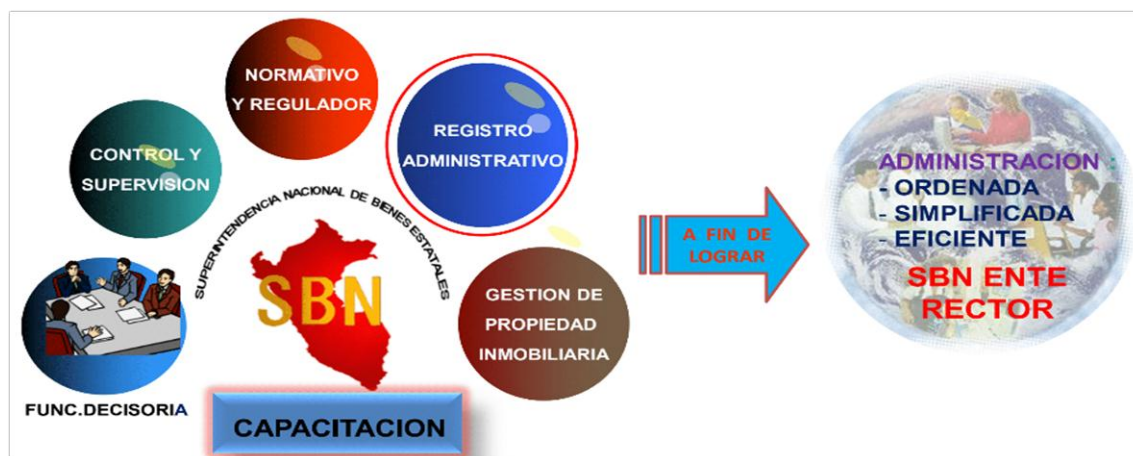 NORMATIVO
Y REGULADOR
REGISTRO
ADMINISTRATIVO
CONTROL Y
SUPERVISION
SUPERINTENDENCIA NACIONAL DE BIENES ESTATALES
SBN
GESTION DE
PROPIEDAD
INMOBILIARIA
FUNC.DECISORIA
CAPACITACION
A FIN DE
LOGRAR
ADMINISTRACION :
- ORDENADA
- SIMPLIFICADA
- EFICIENTE
SBN ENTE
RECTOR